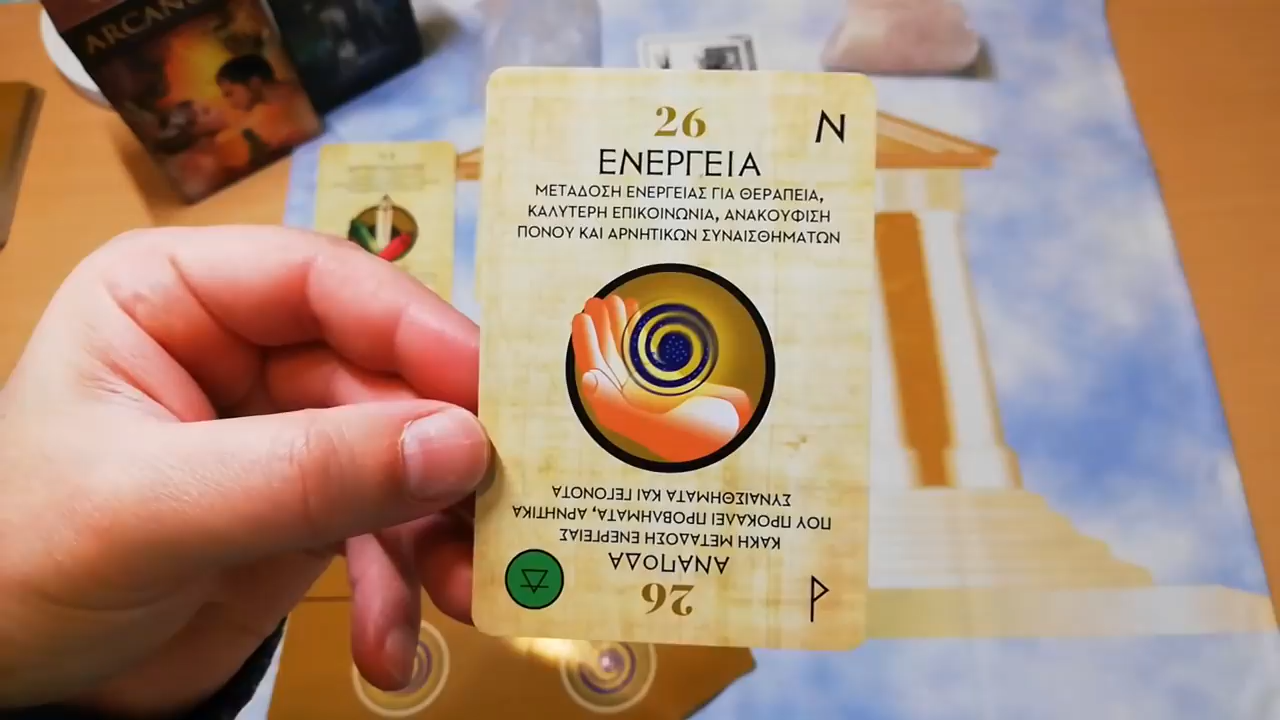 ARCANU
26
N
ΕΝΕΡΓΕΙΑ
ΜΕΤΑΔΟΣΗ ΕΝΕΡΓΕΙΑΣ ΓΙΑ ΘΕΡΑΠΕΙΑ,
ΚΑΛΥΤΕΡΗ ΕΠΙΚΟΙΝΩΝΙΑ, ΑΝΑΚΟΥΦΙΣΗ
ΠΟΝΟΥ ΚΑΙ ΑΡΝΗΤΙΚΩΝ ΣΥΝΑΙΣΘΗΜΑΤΩΝ
26
ΑΝΑΠΟΔΑ
ΚΑΚΗ ΜΕΤΑΔΟΣΗ ΕΝΕΡΓΕΙΑΣ
ΠΟΥ ΠΡΟΚΑΛΕΙ ΠΡΟΒΛΗΜΑΤΑ, ΑΡΝΗΤΙΚΑ
ΣΥΝΑΙΣΘΗΜΑΤΑ ΚΑΙ ΓΕΓΟΝΟΤΑ